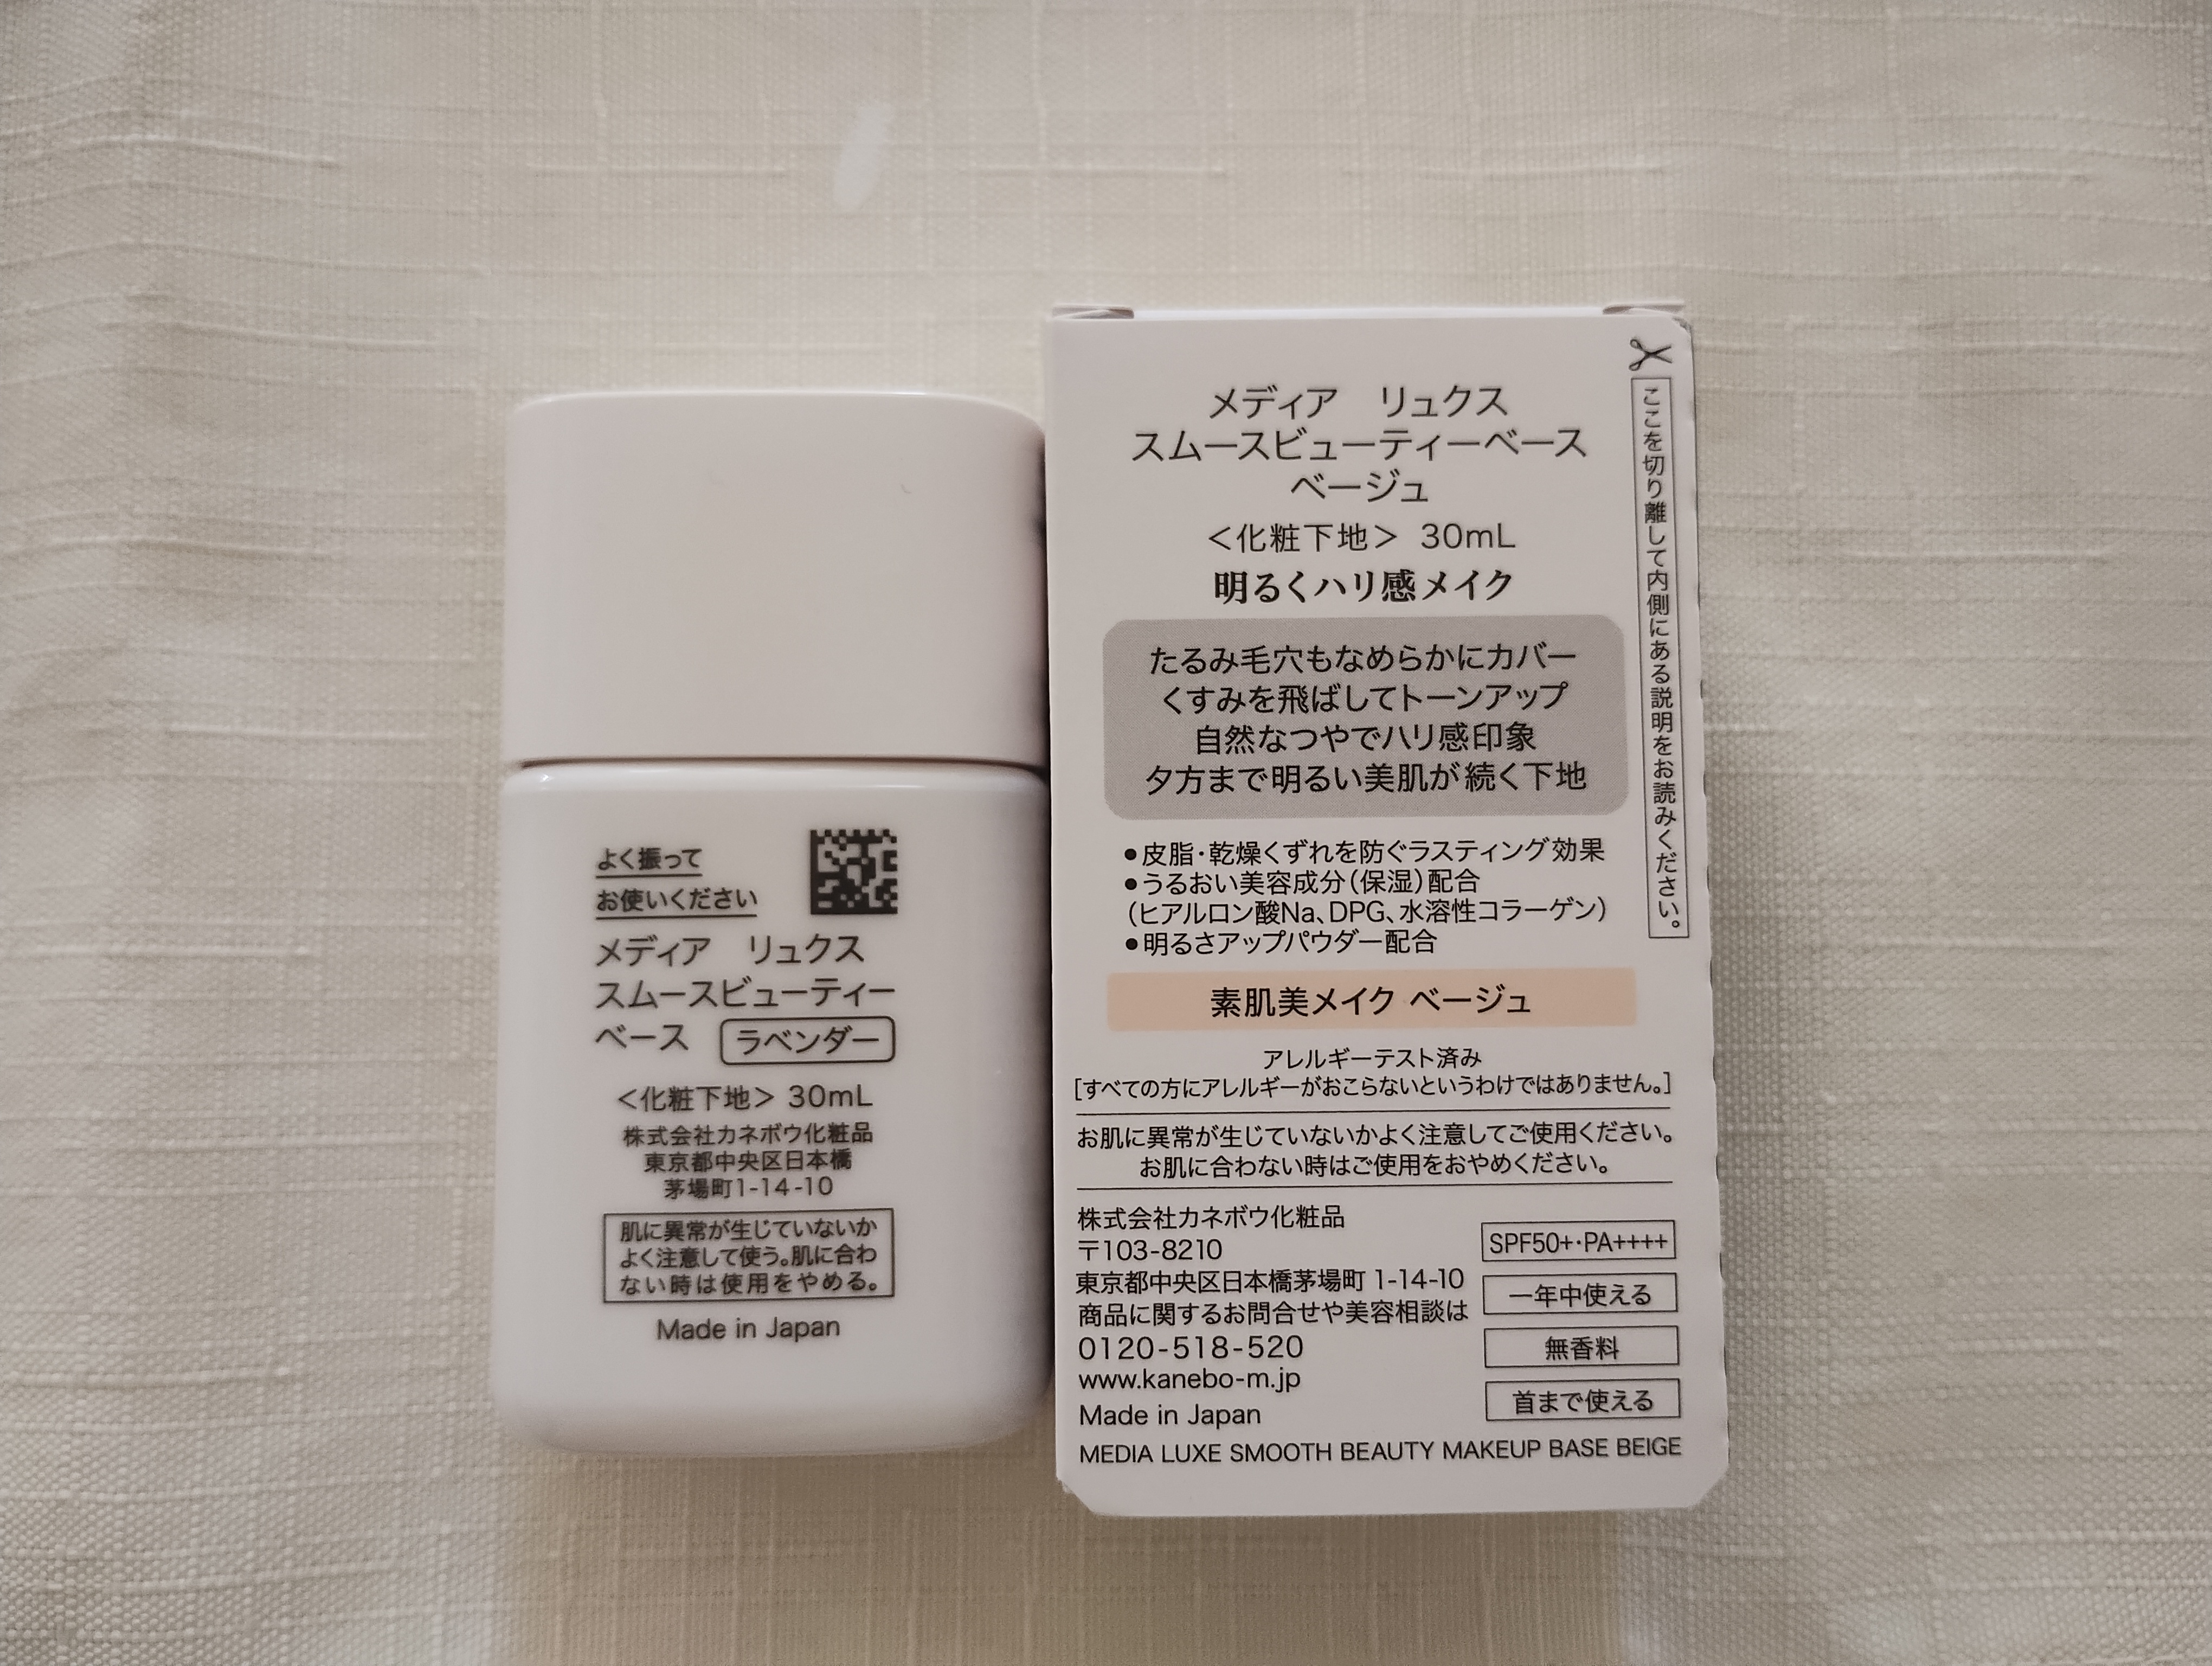 よく振って
お使いください
メディア　リュクス
スムースビューティー
ベース ラベンダー
＜化粧下地＞ 30mL
株式会社カネボウ化粧品
東京都中央区日本橋
茅場町1-14-10
肌に異常が生じていないか
よく注意して使う。肌に合わ
ない時は使用をやめる。
Made in Japan
メディア　リュクス
スムースビューティーベース
ベージュ
＜化粧下地＞ 30mL
明るくハリ感メイク
たるみ毛穴もなめらかにカバー
くすみを飛ばしてトーンアップ
自然なつやでハリ感印象
夕方まで明るい美肌が続く下地
●皮脂・乾燥くずれを防ぐラスティング効果
●うるおい美容成分（保湿）配合
（ヒアルロン酸Na、DPG、水溶性コラーゲン）
●明るさアップパウダー配合
素肌美メイク ベージュ
アレルギーテスト済み
［すべての方にアレルギーがおこらないというわけではありません。］
お肌に異常が生じていないかよく注意してご使用ください。
お肌に合わない時はご使用をおやめください。
株式会社カネボウ化粧品
〒103-8210
東京都中央区日本橋茅場町 1-14-10
商品に関するお問合せや美容相談は
0120-518-520
www.kanebo-m.jp
Made in Japan
SPF50+・PA++++
一年中使える
無香料
首まで使える
MEDIA LUXE SMOOTH BEAUTY MAKEUP BASE BEIGE
ここを切り離して内側にある説明をお読みください。